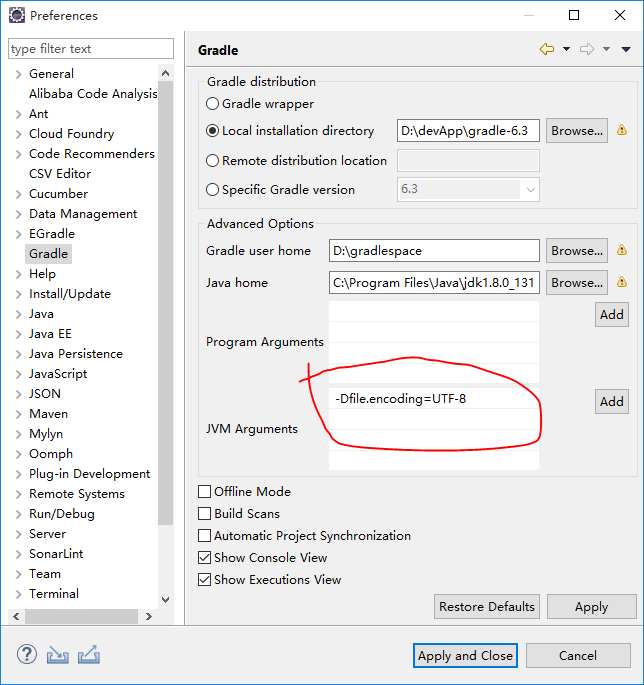 Preferences
type filter text
General
Alibaba Code Analysis
Ant
Cloud Foundry
Code Recommenders
CSV Editor
Cucumber
Data Management
EGradle
Gradle
Help
Install/Update
Java
Java EE
Java Persistence
JavaScript
JSON
Maven
Mylyn
Oomph
Plug-in Development
Remote Systems
Run/Debug
Server
SonarLint
Team
Terminal
Gradle
Gradle distribution
Gradle wrapper
Local installation directory D:\devApp\gradle-6.3 Browse...
Remote distribution location
Specific Gradle version 6.3
Advanced Options
Gradle user home D:\gradlespace Browse...
Java home C:\Program Files\Java\jdk1.8.0_131 Browse...
Program Arguments Add
-Dfile.encoding=UTF-8 Add
JVM Arguments
Offline Mode
Build Scans
Automatic Project Synchronization
Show Console View
Show Executions View
Restore Defaults Apply
? Apply and Close Cancel